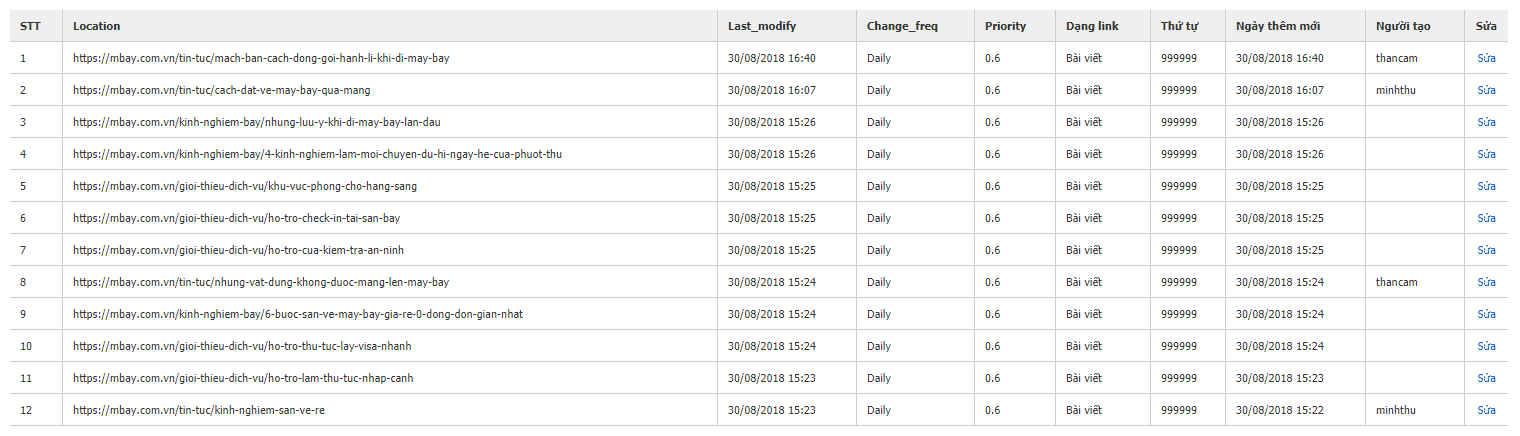 STT Location Last_modify Change_freq Priority Dạng link Thứ tự Ngày thêm mới Người tạo Sửa
1 https://mbay.com.vn/tin-tuc/mach-ban-cach-dong-goi-hanh-li-khi-di-may-bay 30/08/2018 16:40 Daily 0.6 Bài viết 999999 30/08/2018 16:40 thancam Sửa
2 https://mbay.com.vn/tin-tuc/cach-dat-ve-may-bay-qua-mang 30/08/2018 16:07 Daily 0.6 Bài viết 999999 30/08/2018 16:07 minhthu Sửa
3 https://mbay.com.vn/kinh-nghiem-bay/nhung-luu-y-khi-di-may-bay-lan-dau 30/08/2018 15:26 Daily 0.6 Bài viết 999999 30/08/2018 15:26 Sửa
4 https://mbay.com.vn/kinh-nghiem-bay/4-kinh-nghiem-lam-moi-chuyen-du-hi-ngay-he-cua-phuot-thu 30/08/2018 15:26 Daily 0.6 Bài viết 999999 30/08/2018 15:26 Sửa
5 https://mbay.com.vn/gioi-thieu-dich-vu/khu-vuc-phong-cho-hang-sang 30/08/2018 15:25 Daily 0.6 Bài viết 999999 30/08/2018 15:25 Sửa
6 https://mbay.com.vn/gioi-thieu-dich-vu/ho-tro-check-in-tai-san-bay 30/08/2018 15:25 Daily 0.6 Bài viết 999999 30/08/2018 15:25 Sửa
7 https://mbay.com.vn/gioi-thieu-dich-vu/ho-tro-cua-kiem-tra-an-ninh 30/08/2018 15:25 Daily 0.6 Bài viết 999999 30/08/2018 15:25 Sửa
8 https://mbay.com.vn/tin-tuc/nhung-vat-dung-khong-duoc-mang-len-may-bay 30/08/2018 15:24 Daily 0.6 Bài viết 999999 30/08/2018 15:24 thancam Sửa
9 https://mbay.com.vn/kinh-nghiem-bay/6-buoc-san-ve-may-bay-gia-re-0-dong-don-gian-nhat 30/08/2018 15:24 Daily 0.6 Bài viết 999999 30/08/2018 15:24 Sửa
10 https://mbay.com.vn/gioi-thieu-dich-vu/ho-tro-thu-tuc-lay-visa-nhanh 30/08/2018 15:24 Daily 0.6 Bài viết 999999 30/08/2018 15:24 Sửa
11 https://mbay.com.vn/gioi-thieu-dich-vu/ho-tro-lam-thu-tuc-nhap-canh 30/08/2018 15:23 Daily 0.6 Bài viết 999999 30/08/2018 15:23 Sửa
12 https://mbay.com.vn/tin-tuc/kinh-nghiem-san-ve-re 30/08/2018 15:23 Daily 0.6 Bài viết 999999 30/08/2018 15:22 minhthu Sửa